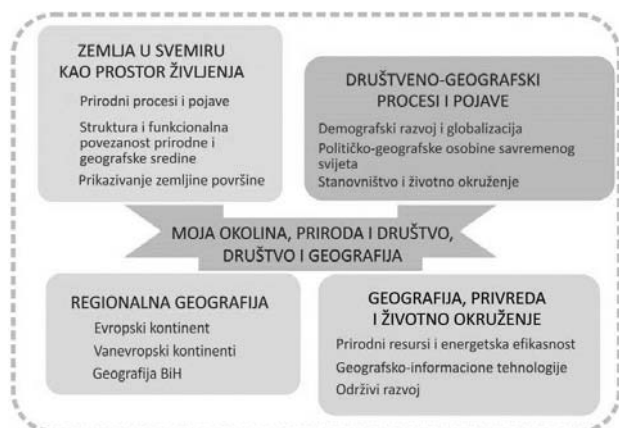 ZEMLJA U SVEMIRU
KAO PROSTOR ŽIVLJENJA
Prirodni procesi i pojave
Struktura i funkcionalna
povezanost prirodne i
geografske sredine
Prikazivanje zemljine površine
DRUŠTVENO-GEOGRAFSKI
PROCESI I POJAVE
Demografski razvoj i globalizacija
Političko-geografske osobine savremenog
svijeta
Stanovništvo i životno okruženje
MOJA OKOLINA, PRIRODA I DRUŠTVO,
DRUŠTVO I GEOGRAFIJA
REGIONALNA GEOGRAFIJA
Evropski kontinent
Vanevropski kontinenti
Geografija BiH
GEOGRAFIJA, PRIVREDA
I ŽIVOTNO OKRUŽENJE
Prirodni resursi i energetska efikasnost
Geografsko-informacione tehnologije
Održivi razvoj